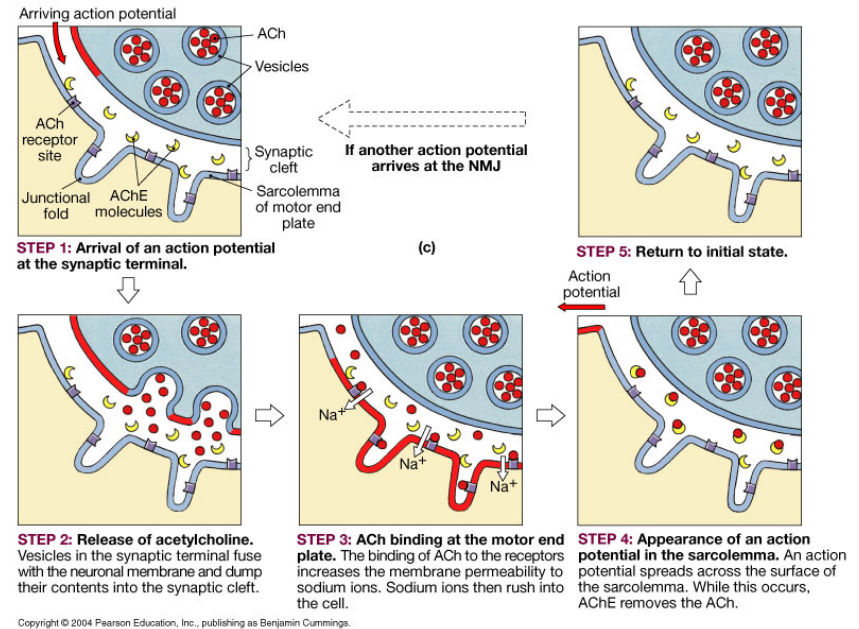 Arriving action potential
ACh
Vesicles
ACh
receptor
site
Synaptic
cleft
Junctional
fold
AChE
molecules
Sarcolemma
of motor end
plate
STEP 1: Arrival of an action potential
at the synaptic terminal.
If another action potential
arrives at the NMJ
(c)
STEP 5: Return to initial state.
Action
potential
Na+
Na+
Na+
STEP 2: Release of acetylcholine.
Vesicles in the synaptic terminal fuse
with the neuronal membrane and dump
their contents into the synaptic cleft.
STEP 3: ACh binding at the motor end
plate. The binding of ACh to the receptors
increases the membrane permeability to
sodium ions. Sodium ions then rush into
the cell.
STEP 4: Appearance of an action
potential in the sarcolemma. An action
potential spreads across the surface of
the sarcolemma. While this occurs,
AChE removes the ACh.
Copyright © 2004 Pearson Education, Inc., publishing as Benjamin Cummings.